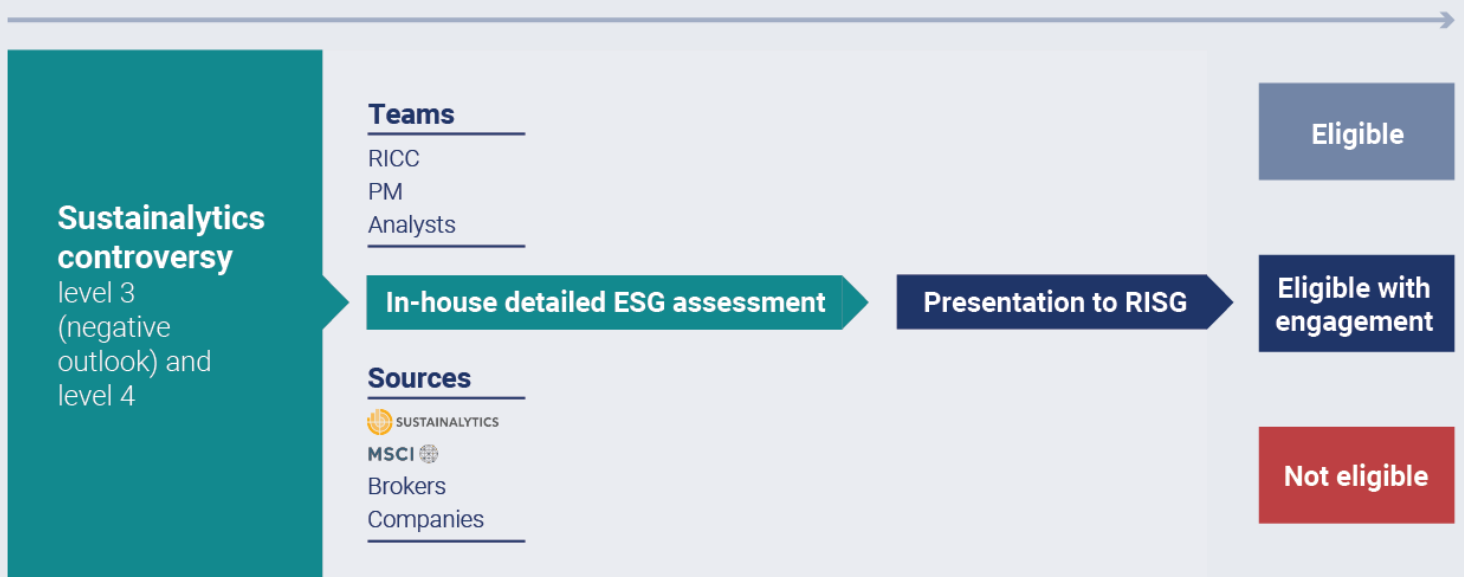 Sustainalytics
controversy
level 3
(negative
outlook) and
level 4
Teams
RICC
PM
Analysts
In-house detailed ESG assessment
Presentation to RISG
Sources
SUSTAINALYTICS
MSCI
Brokers
Companies
Eligible
Eligible with
engagement
Not eligible